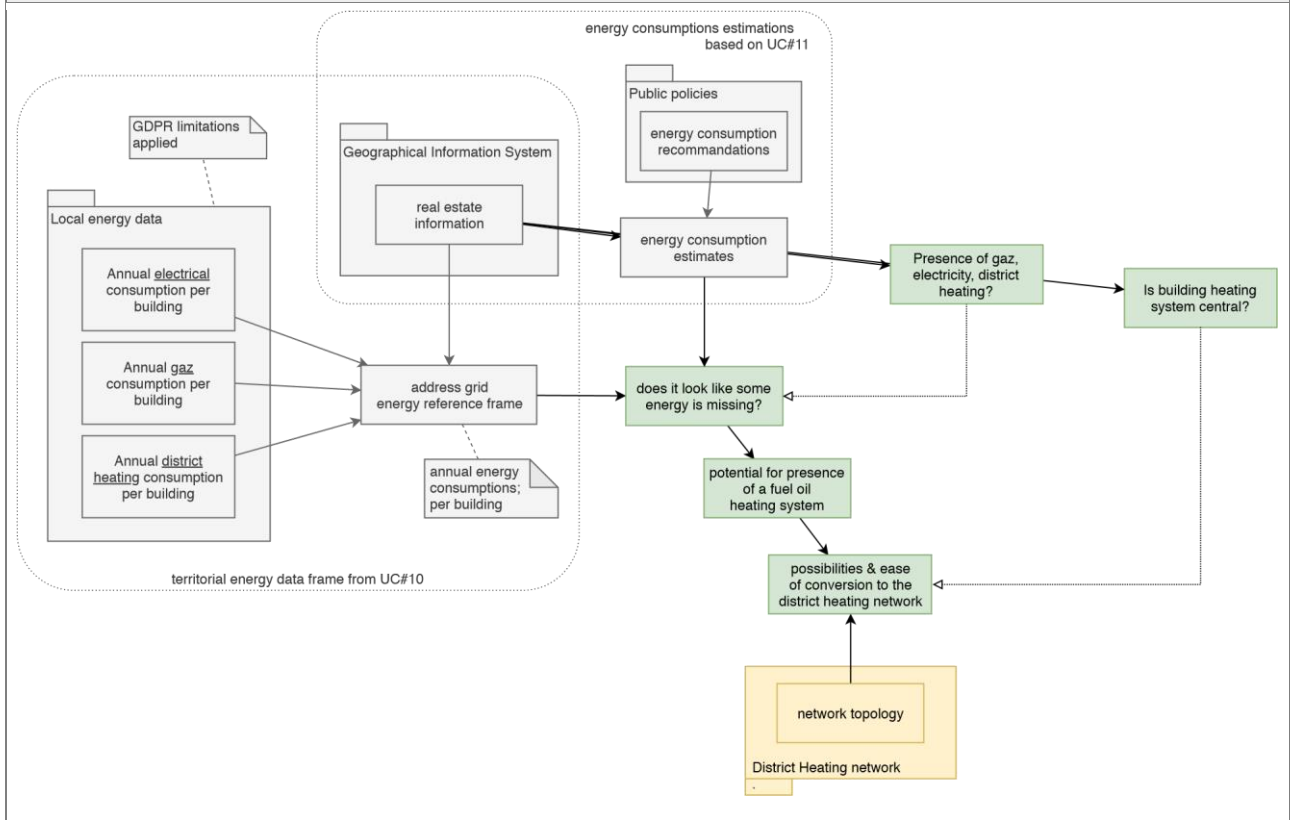 energy consumptions estimations
based on UC#11
Public policies
energy consumption
recommandations
GDPR limitations
applied
Geographical Information System
real estate
information
Local energy data
energy consumption
estimates
Annual electrical
consumption per
building
Presence of gaz,
electricity, district
heating?
Is building heating
system central?
Annual gaz
consumption per
building
address grid
energy reference frame
does it look like some
energy is missing?
Annual district
heating consumption
per building
annual energy
consumptions;
per building
potential for presence
of a fuel oil
heating system
territorial energy data frame from UC#10
possibilities & ease
of conversion to the
district heating network
network topology
District Heating network
.